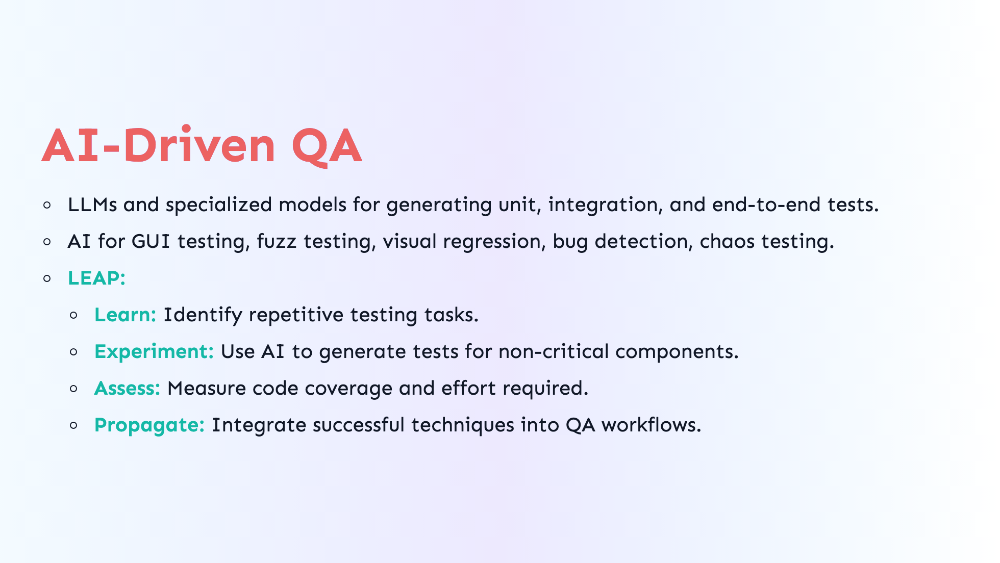 AI-Driven QA
LLMs and specialized models for generating unit, integration, and end-to-end tests.
AI for GUI testing, fuzz testing, visual regression, bug detection, chaos testing.
LEAP:
Learn: Identify repetitive testing tasks.
Experiment: Use AI to generate tests for non-critical components.
Assess: Measure code coverage and effort required.
Propagate: Integrate successful techniques into QA workflows.